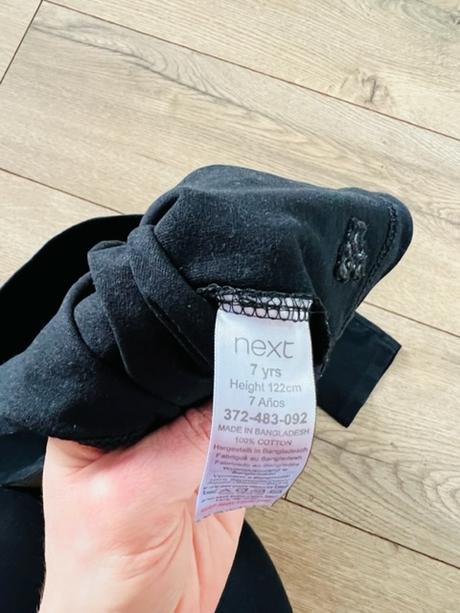 next
7 yrs
Height 122cm
7 Años
372-483-092
MADE IN BANGLADESH
100% COTTON
Hergestellt in Bangladesch
Fabriqué au Bangladesh
Fabricado en Bangladesh